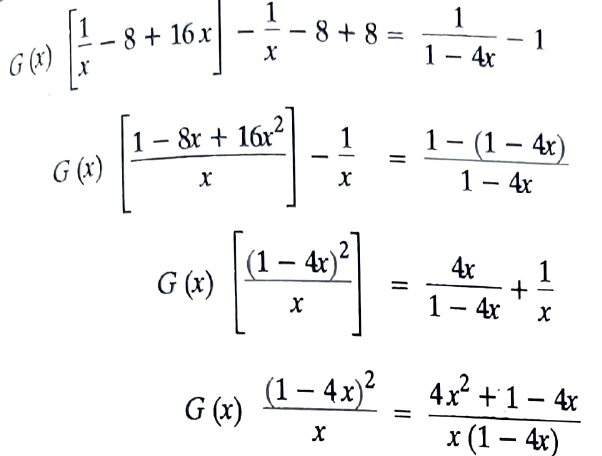 G(x) [1/x − 8 + 16x] − 1/x − 8 + 8 = 1/(1 − 4x) − 1
G(x) [(1 − 8x + 16x²)/x] − 1/x = (1 − (1 − 4x))/(1 − 4x)
G(x) [(1 − 4x)²/x] = 4x/(1 − 4x) + 1/x
G(x) (1 − 4x)²/x = (4x² + 1 − 4x)/(x(1 − 4x))